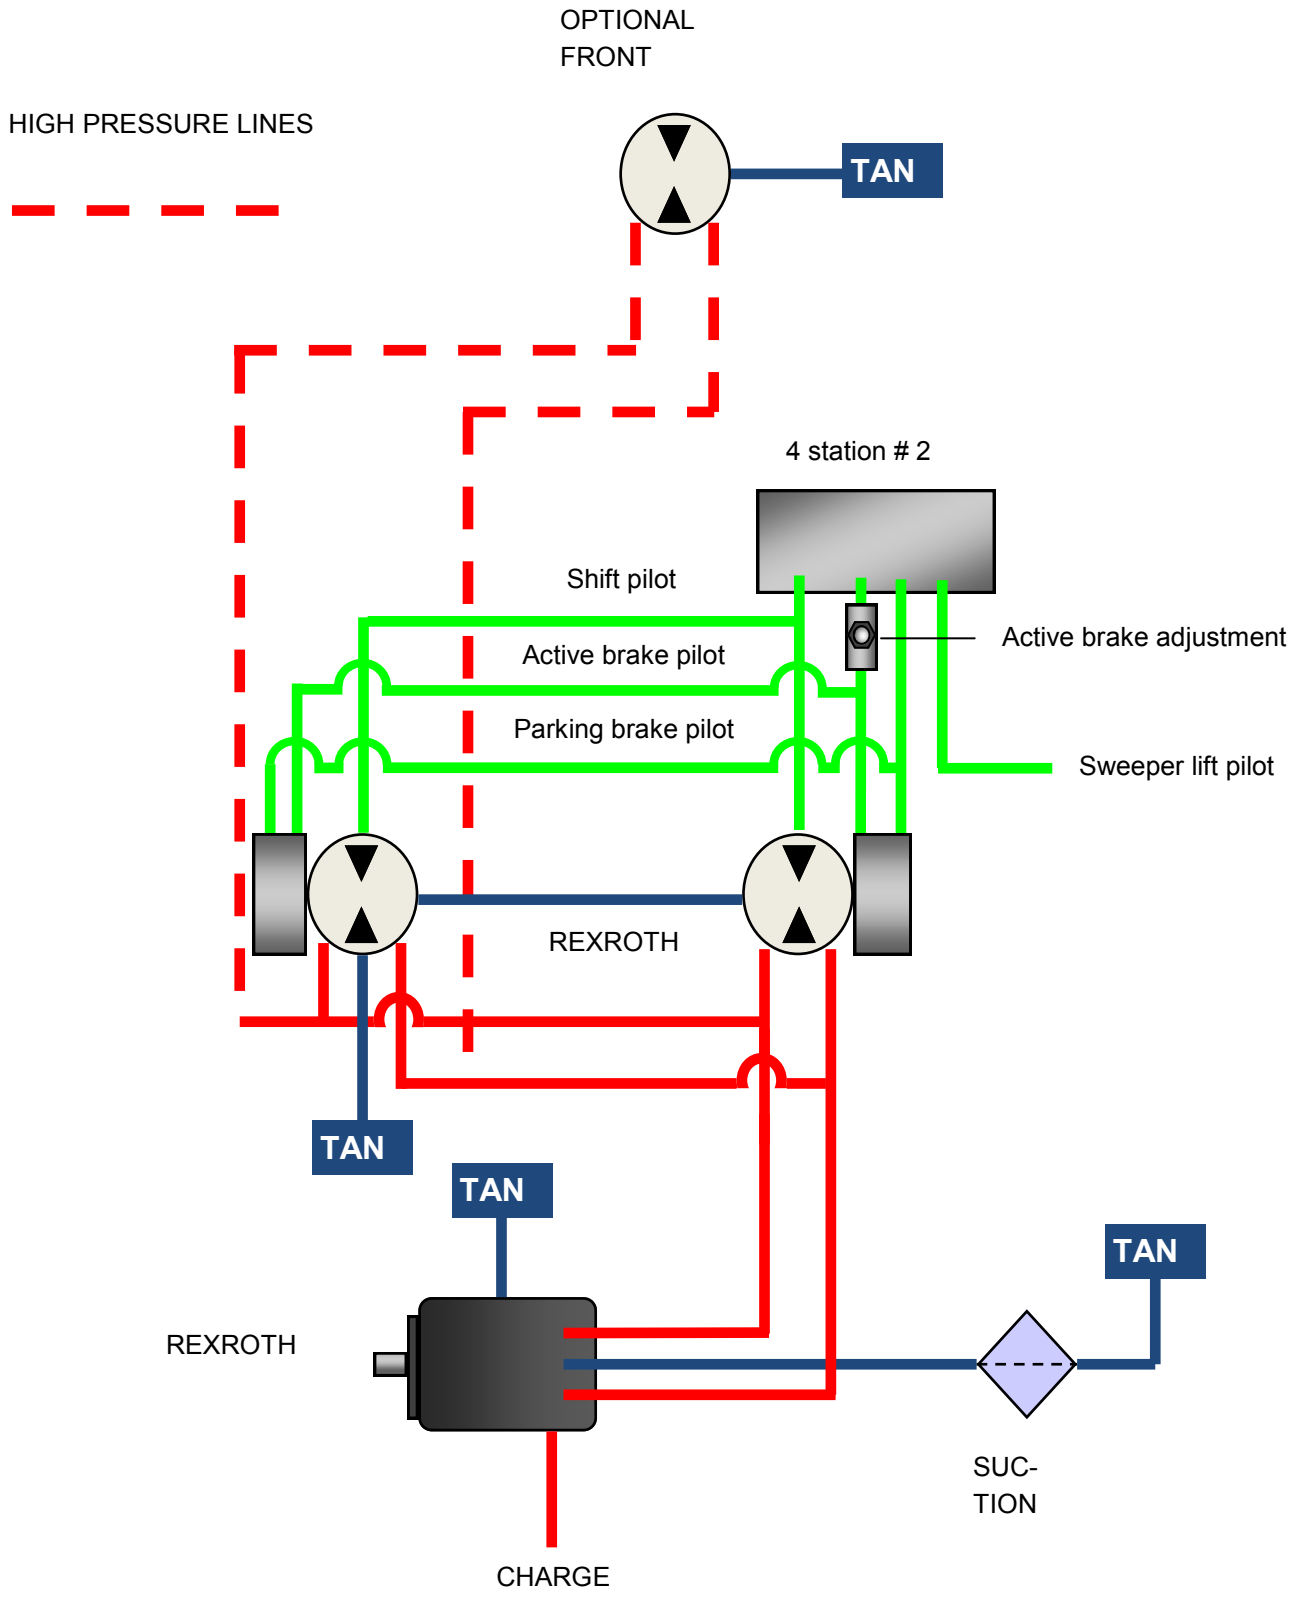 OPTIONAL
FRONT
HIGH PRESSURE LINES
TAN
4 station # 2
Shift pilot
Active brake adjustment
Active brake pilot
Parking brake pilot
Sweeper lift pilot
REXROTH
TAN
TAN
TAN
REXROTH
SUC-
TION
CHARGE